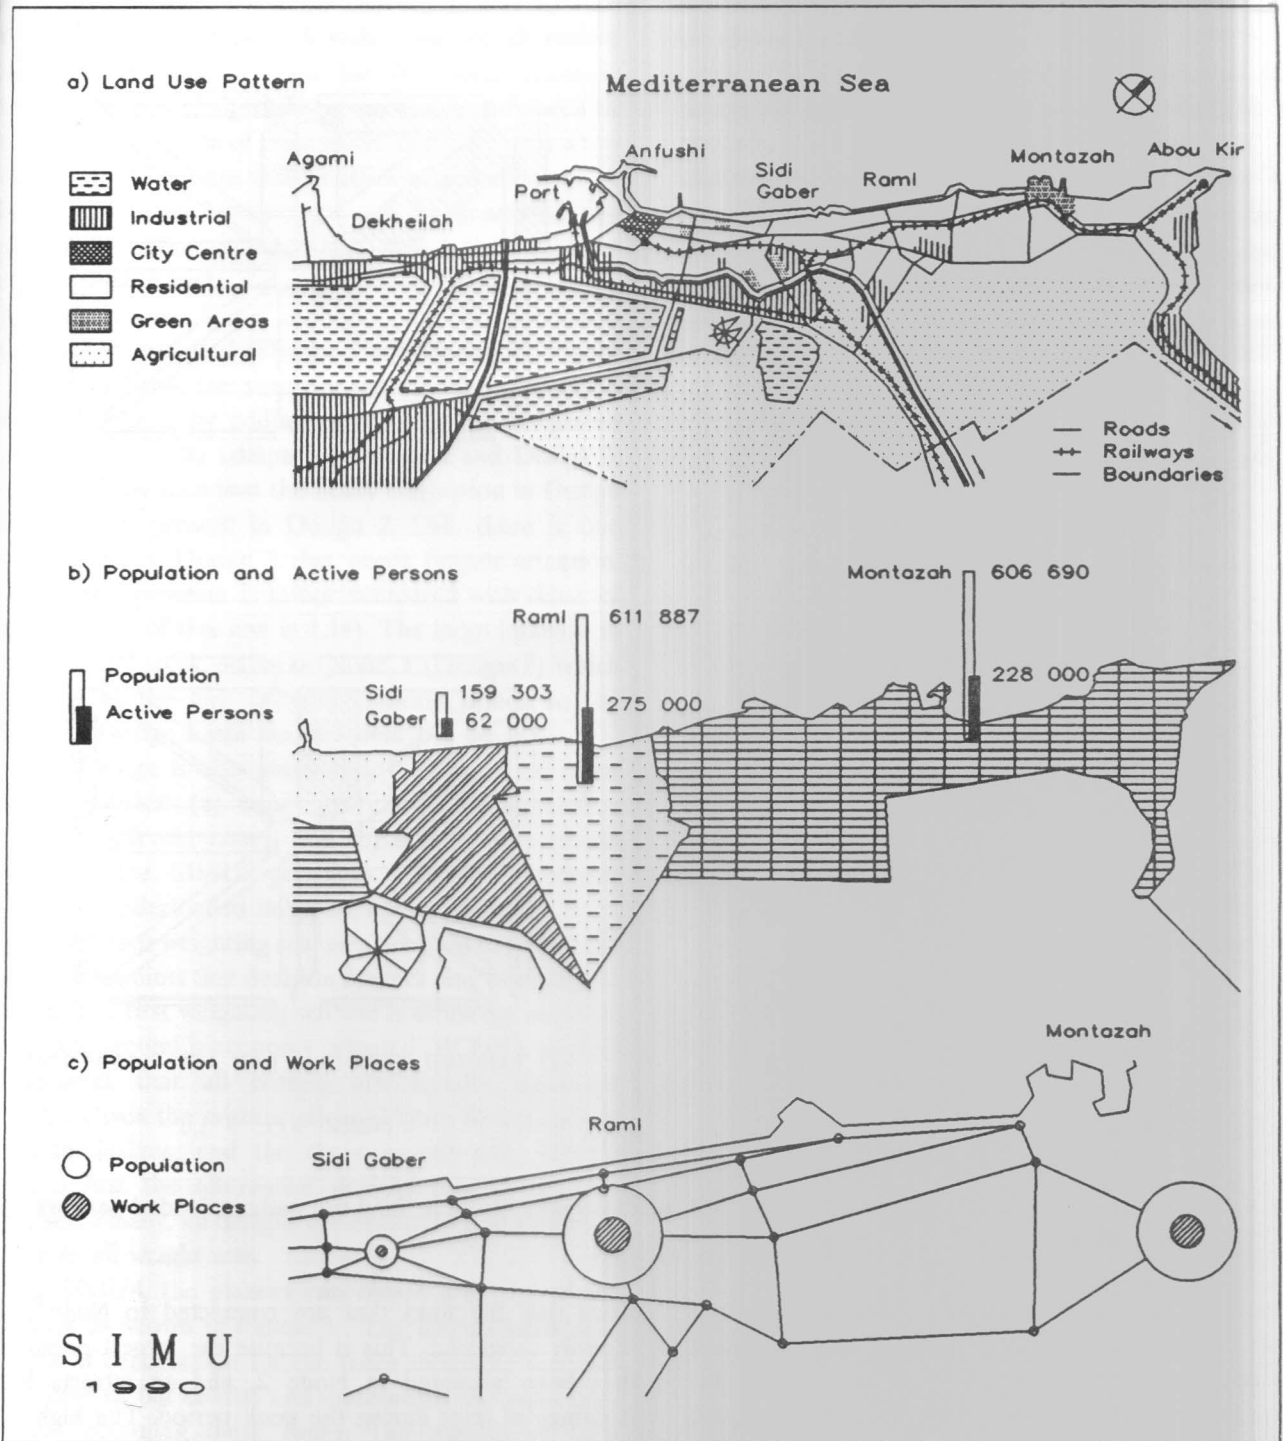 a) Land Use Pattern
Mediterranean Sea
Agami
Anfushi
Montazah
Abou Kir
Sidi
Gaber
Raml
Port
Dekheilah
Water
Industrial
City Centre
Residential
Green Areas
Agricultural
Roads
Railways
Boundaries
b) Population and Active Persons
Montazah 606 690
Raml 611 887
Population
Active Persons
228 000
Sidi 159 303
Gaber 62 000
275 000
c) Population and Work Places
Montazah
Raml
Sidi Gaber
Population
Work Places
SIMU
1990